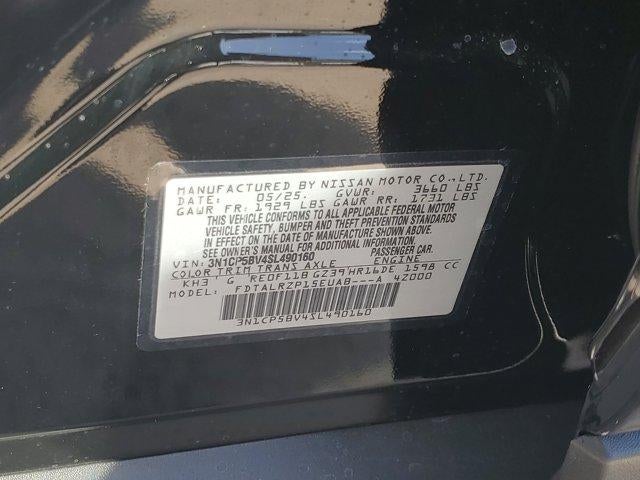 MANUFACTURED BY NISSAN MOTOR CO.,LTD.
DATE: 05/25. GVWR: 3660 LBS
GAWR FR: 1929 LBS GAWR RR: 1731 LBS
THIS VEHICLE CONFORMS TO ALL APPLICABLE FEDERAL MOTOR
VEHICLE SAFETY, BUMPER AND THEFT PREVENTION STANDARDS
IN EFFECT ON THE DATE OF MANUFACTURE SHOWN ABOVE.
SEE OWNER'S MANUAL FOR ADDITIONAL INFORMATION
VIN: 3N1CP5BV4SL490160 PASSENGER CAR.
COLOR TRIM TRANS AXLE ENGINE
KH3 G RE0F11B GZ39 HR16DE 1598 CC
MODEL FDTALRZP15EUAB---A 4Z000
3N1CP5BV4SL490160